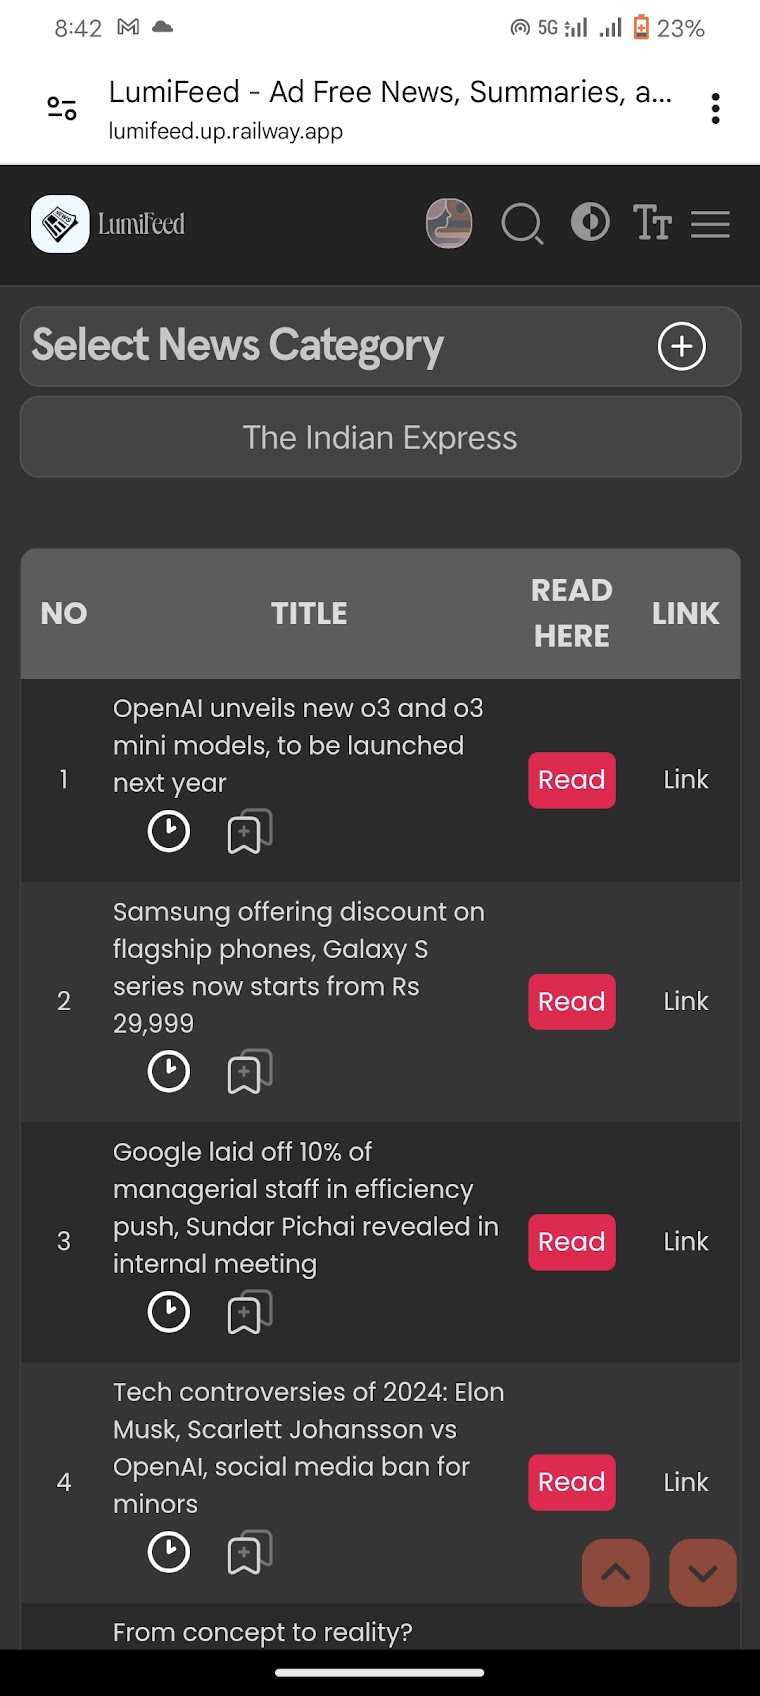 8:42
5G
23%
LumiFeed - Ad Free News, Summaries, a...
lumifeed.up.railway.app
LumiFeed
Select News Category
The Indian Express
NO
TITLE
READ
HERE
LINK
1
OpenAI unveils new o3 and o3
mini models, to be launched
next year
Read
Link
2
Samsung offering discount on
flagship phones, Galaxy S
series now starts from Rs
29,999
Read
Link
3
Google laid off 10% of
managerial staff in efficiency
push, Sundar Pichai revealed in
internal meeting
Read
Link
4
Tech controversies of 2024: Elon
Musk, Scarlett Johansson vs
OpenAI, social media ban for
minors
Read
Link
From concept to reality?